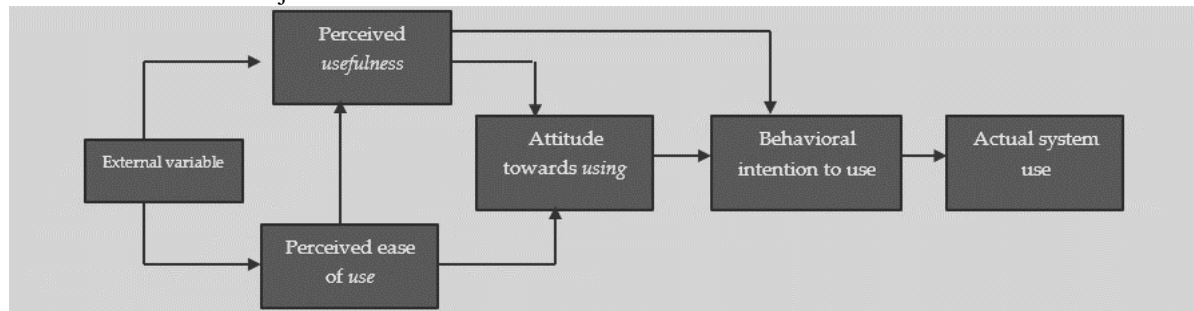 Perceived
usefulness
External variable
Perceived ease
of use
Attitude
towards using
Behavioral
intention to use
Actual system
use